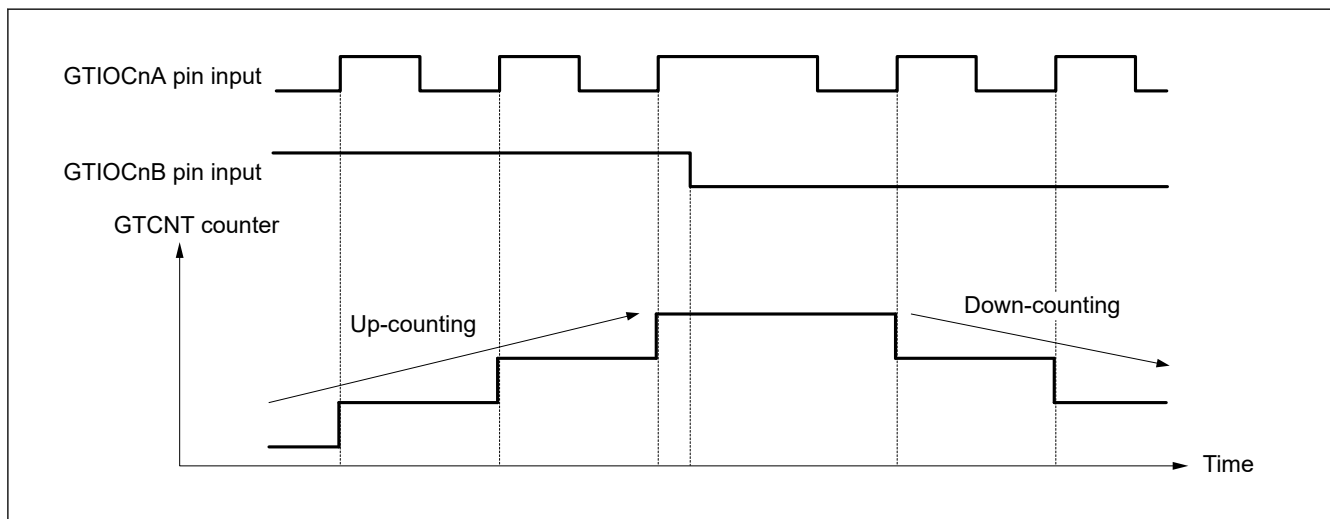 GTIOCnA pin input
GTIOCnB pin input
GTCNT counter
Up-counting
Down-counting
Time